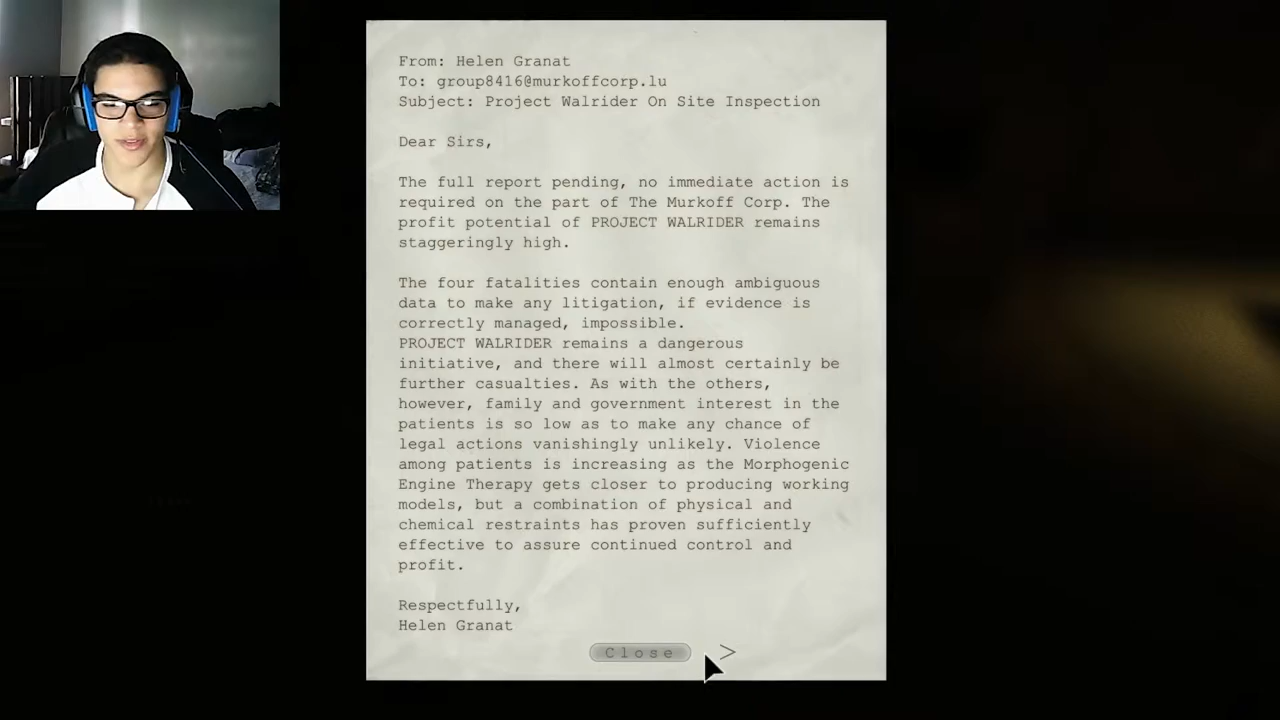 From: Helen Granat
To: group8416@murkoffcorp.lu
Subject: Project Walrider On Site Inspection
Dear Sirs,
The full report pending, no immediate action is
required on the part of The Murkoff Corp. The
profit potential of PROJECT WALRIDER remains
staggeringly high.
The four fatalities contain enough ambiguous
data to make any litigation, if evidence is
correctly managed, impossible.
PROJECT WALRIDER remains a dangerous
initiative, and there will almost certainly be
further casualties. As with the others,
however, family and government interest in the
patients is so low as to make any chance of
legal actions vanishingly unlikely. Violence
among patients is increasing as the Morphogenic
Engine Therapy gets closer to producing working
models, but a combination of physical and
chemical restraints has proven sufficiently
effective to assure continued control and
profit.
Respectfully,
Helen Granat
Close >